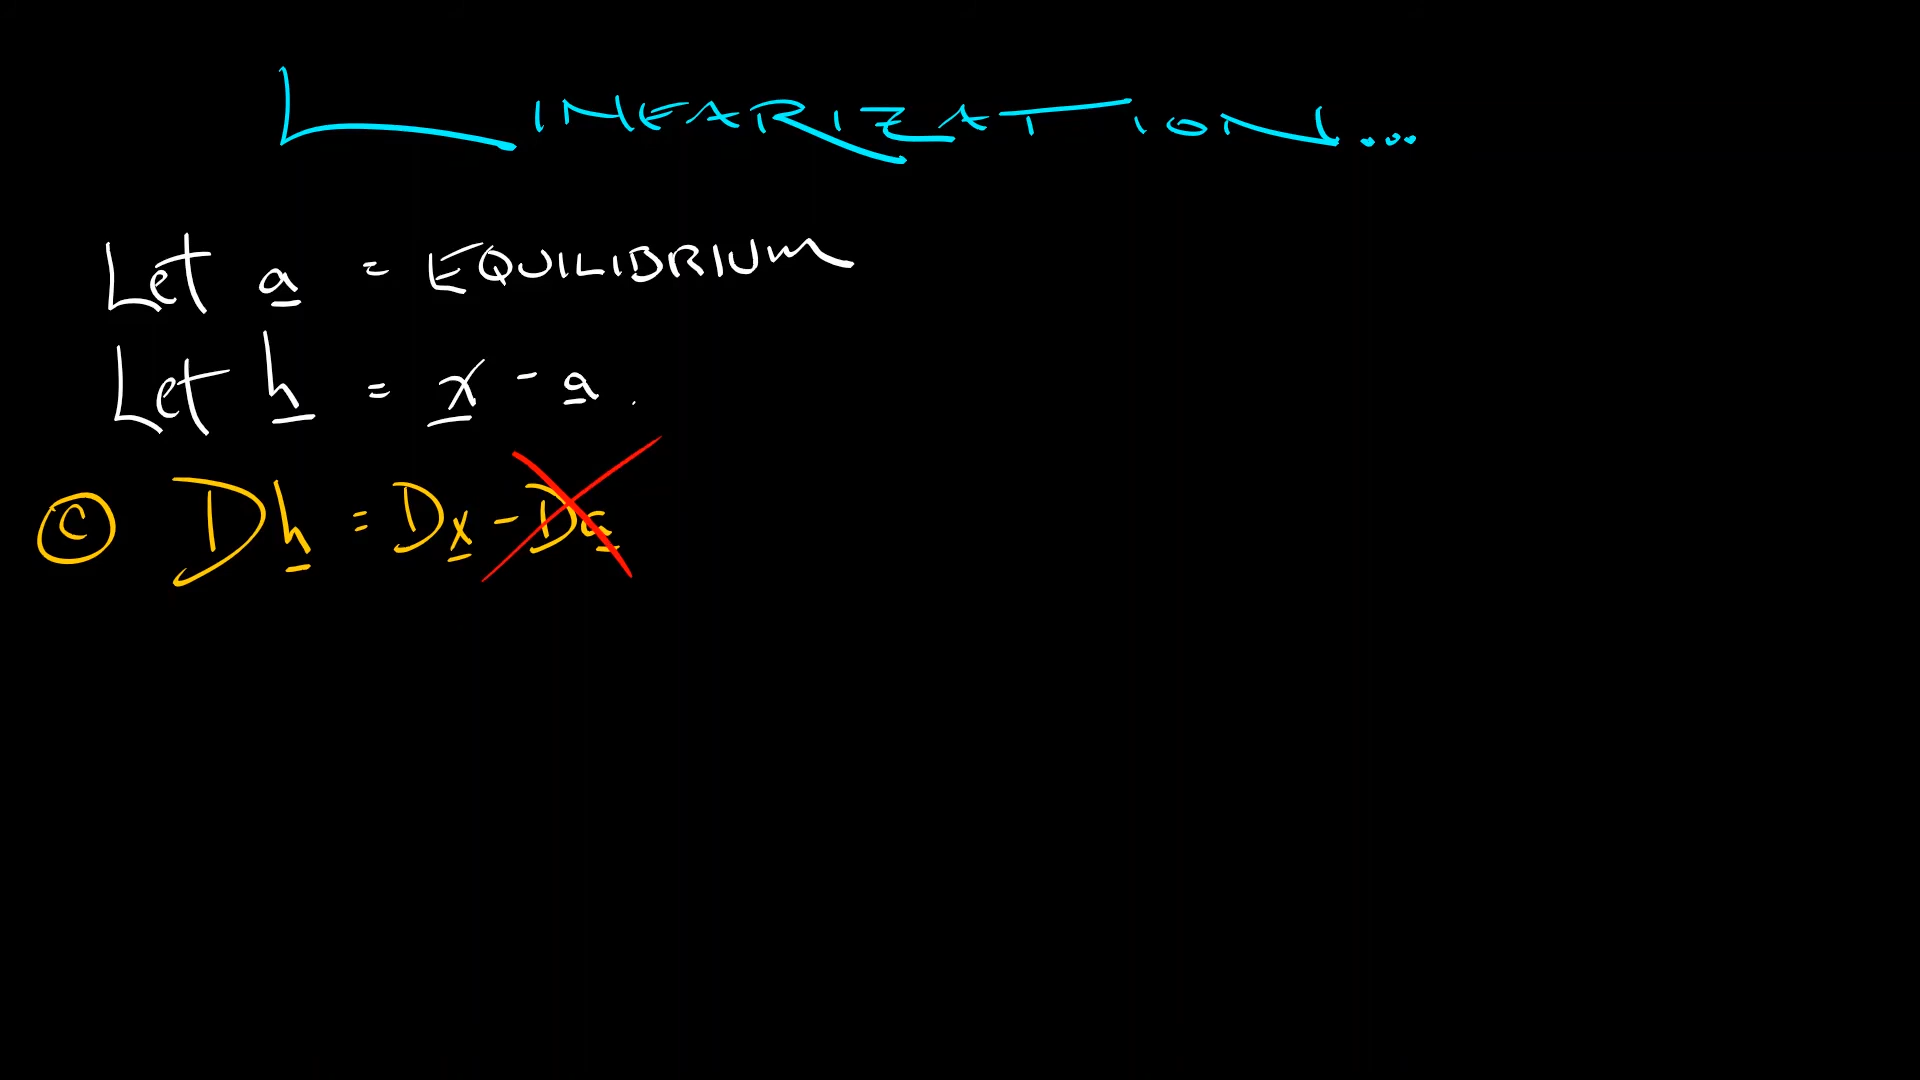 LINEARIZATION...
Let a = EQUILIBRIUM
Let h = x - a.
© Dh = Dx - Da